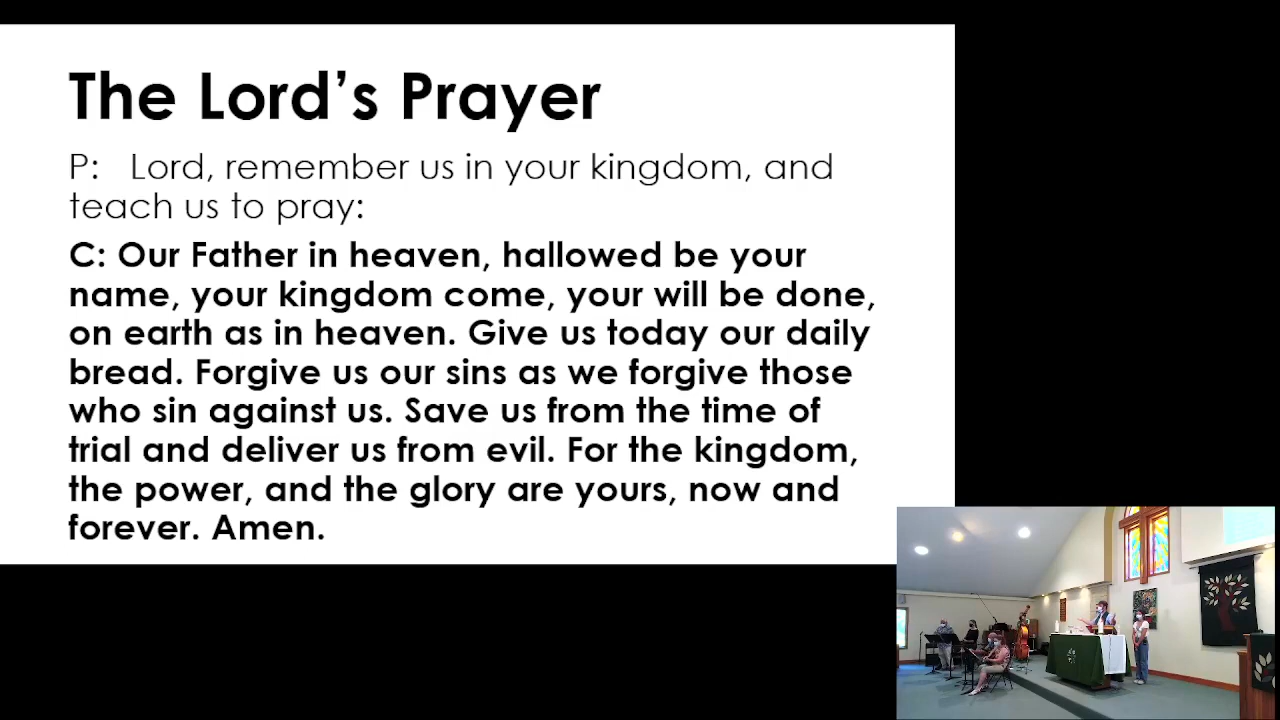 The Lord’s Prayer
P: Lord, remember us in your kingdom, and
teach us to pray:
C: Our Father in heaven, hallowed be your
name, your kingdom come, your will be done,
on earth as in heaven. Give us today our daily
bread. Forgive us our sins as we forgive those
who sin against us. Save us from the time of
trial and deliver us from evil. For the kingdom,
the power, and the glory are yours, now and
forever. Amen.